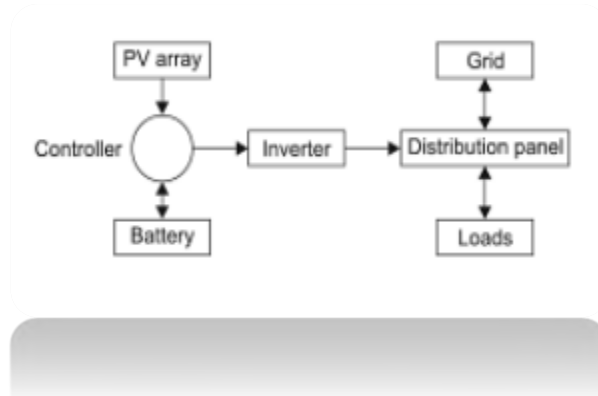 PV array
Grid
Controller
Inverter
Distribution panel
Battery
Loads